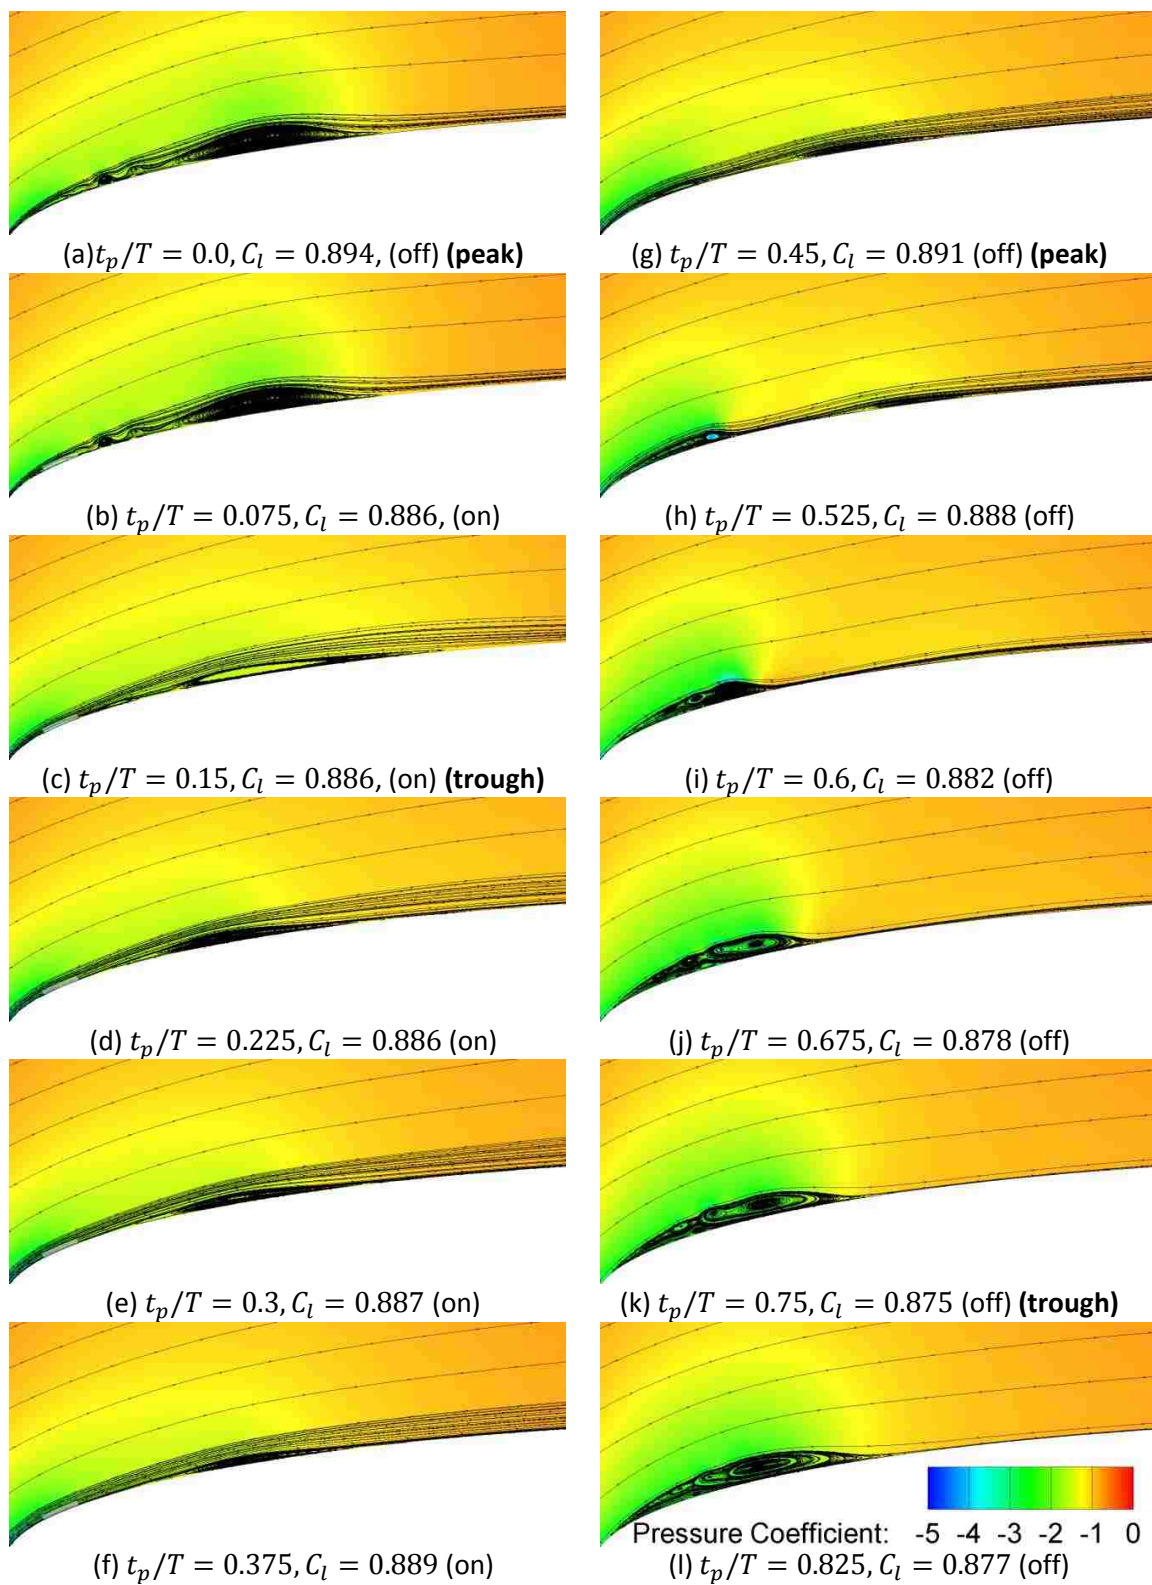 (a)t_p/T = 0.0, C_l = 0.894, (off) (peak)
(b) t_p/T = 0.075, C_l = 0.886, (on)
(c) t_p/T = 0.15, C_l = 0.886, (on) (trough)
(d) t_p/T = 0.225, C_l = 0.886 (on)
(e) t_p/T = 0.3, C_l = 0.887 (on)
(f) t_p/T = 0.375, C_l = 0.889 (on)
(g) t_p/T = 0.45, C_l = 0.891 (off) (peak)
(h) t_p/T = 0.525, C_l = 0.888 (off)
(i) t_p/T = 0.6, C_l = 0.882 (off)
(j) t_p/T = 0.675, C_l = 0.878 (off)
(k) t_p/T = 0.75, C_l = 0.875 (off) (trough)
Pressure Coefficient: -5 -4 -3 -2 -1 0
(l) t_p/T = 0.825, C_l = 0.877 (off)